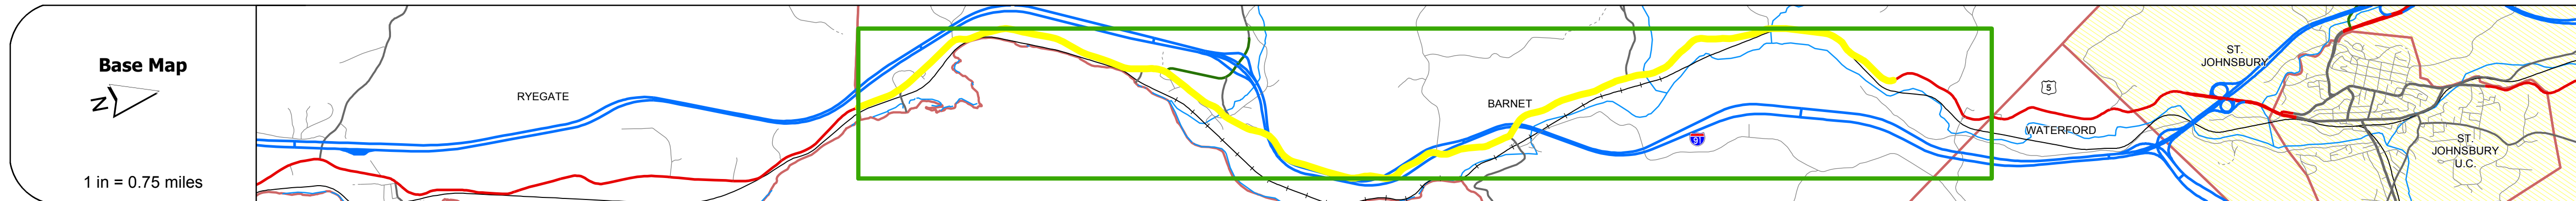 Base Map
N
1 in = 0.75 miles
RYEGATE
BARNET
91
5
WATERFORD
ST.
JOHNSBURY
ST.
JOHNSBURY
U.C.